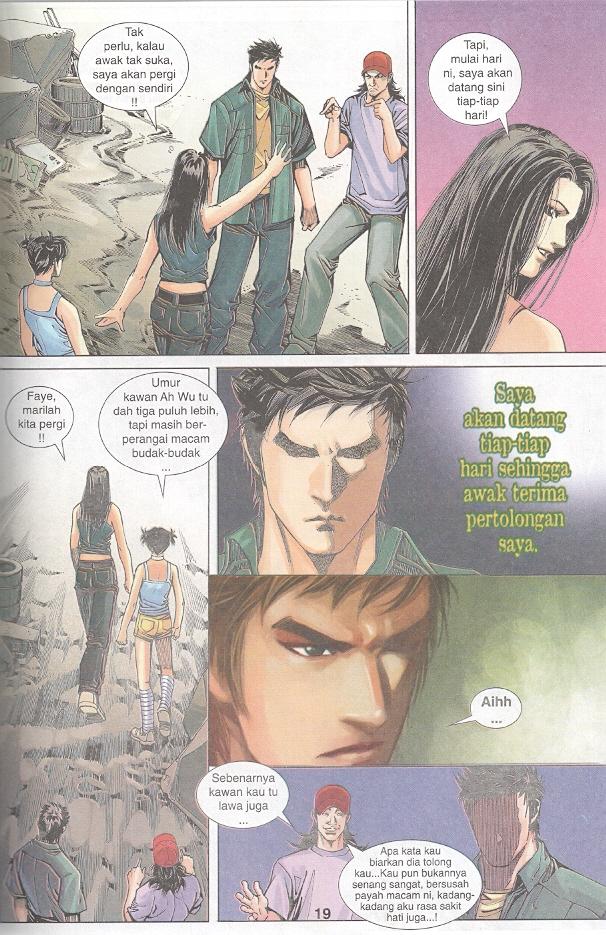 Tak
perlu, kalau
awak tak suka,
saya akan pergi
dengan sendiri
!!
Tapi,
mulai hari
ni, saya akan
datang sini
tiap-tiap
hari!
Faye,
marilah
kita pergi
!!
Umur
kawan Ah Wu tu
dah tiga puluh lebih,
tapi masih ber-
perangai macam
budak-budak
...
Saya
akan datang
tiap-tiap
hari sehingga
awak terima
pertolongan
saya.
Aihh
...
Sebenarnya
kawan kau tu
lawa juga
...
Apa kata kau
biarkan dia tolong
kau...Kau pun bukannya
senang sangat, bersusah
payah macam ni, kadang-
kadang aku rasa sakit
hati juga...!
19